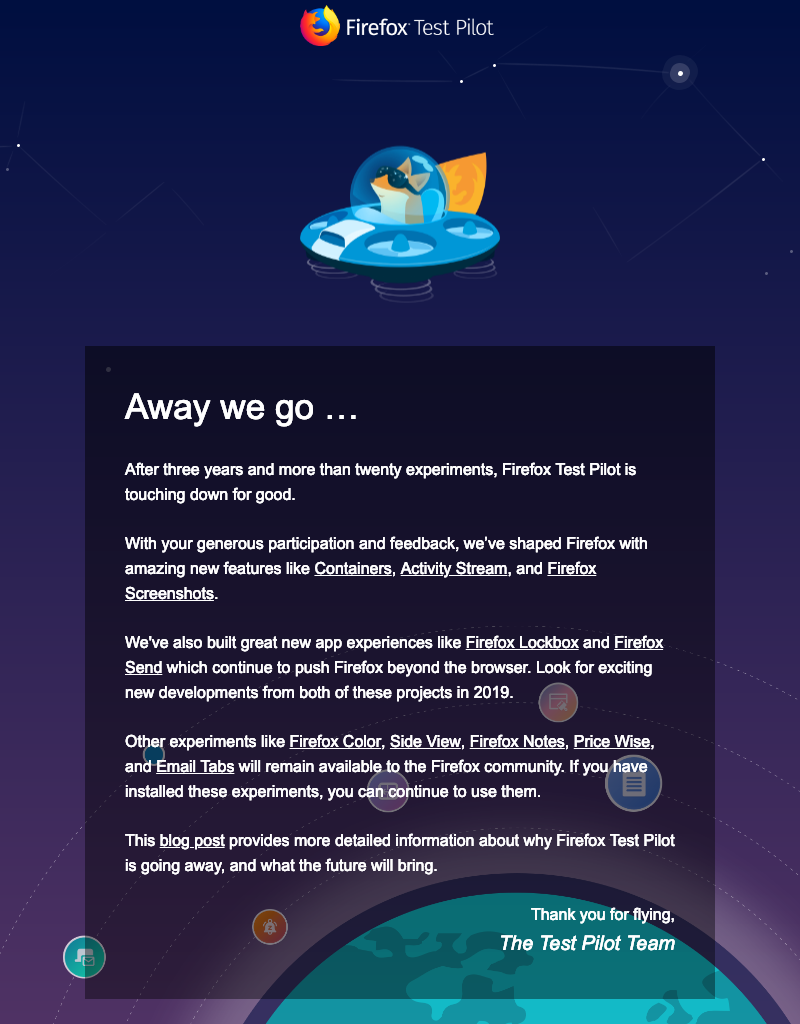 Firefox Test Pilot
Away we go …
After three years and more than twenty experiments, Firefox Test Pilot is
touching down for good.
With your generous participation and feedback, we've shaped Firefox with
amazing new features like Containers, Activity Stream, and Firefox
Screenshots.
We've also built great new app experiences like Firefox Lockbox and Firefox
Send which continue to push Firefox beyond the browser. Look for exciting
new developments from both of these projects in 2019.
Other experiments like Firefox Color, Side View, Firefox Notes, Price Wise,
and Email Tabs will remain available to the Firefox community. If you have
installed these experiments, you can continue to use them.
This blog post provides more detailed information about why Firefox Test Pilot
is going away, and what the future will bring.
Thank you for flying,
The Test Pilot Team